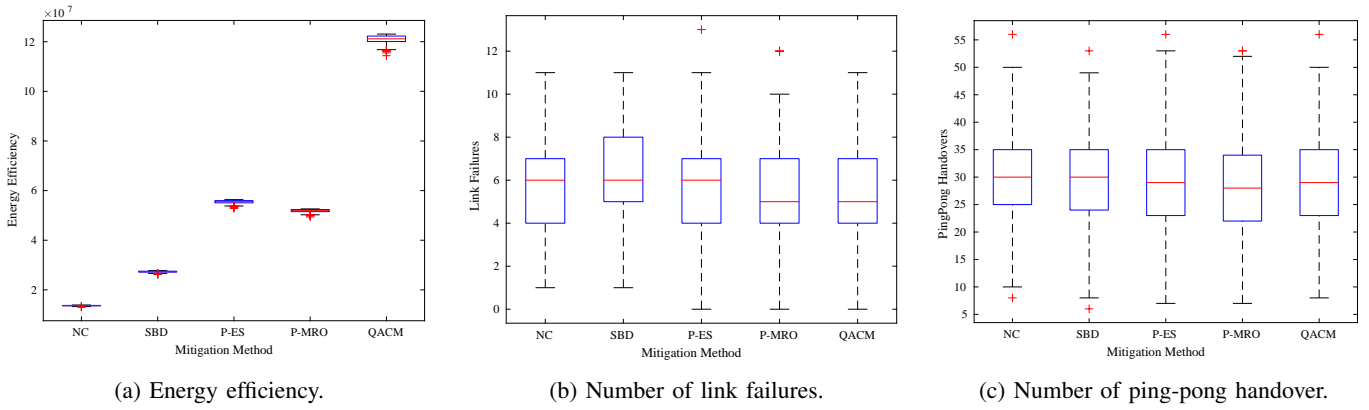 ×10⁷
12
10
8
6
4
2
Energy Efficiency
NC SBD P-ES P-MRO QACM
Mitigation Method
(a) Energy efficiency.
12
10
8
6
4
2
0
Link Failures
NC SBD P-ES P-MRO QACM
Mitigation Method
(b) Number of link failures.
55
50
45
40
35
30
25
20
15
10
5
PingPong Handovers
NC SBD P-ES P-MRO QACM
Mitigation Method
(c) Number of ping-pong handover.